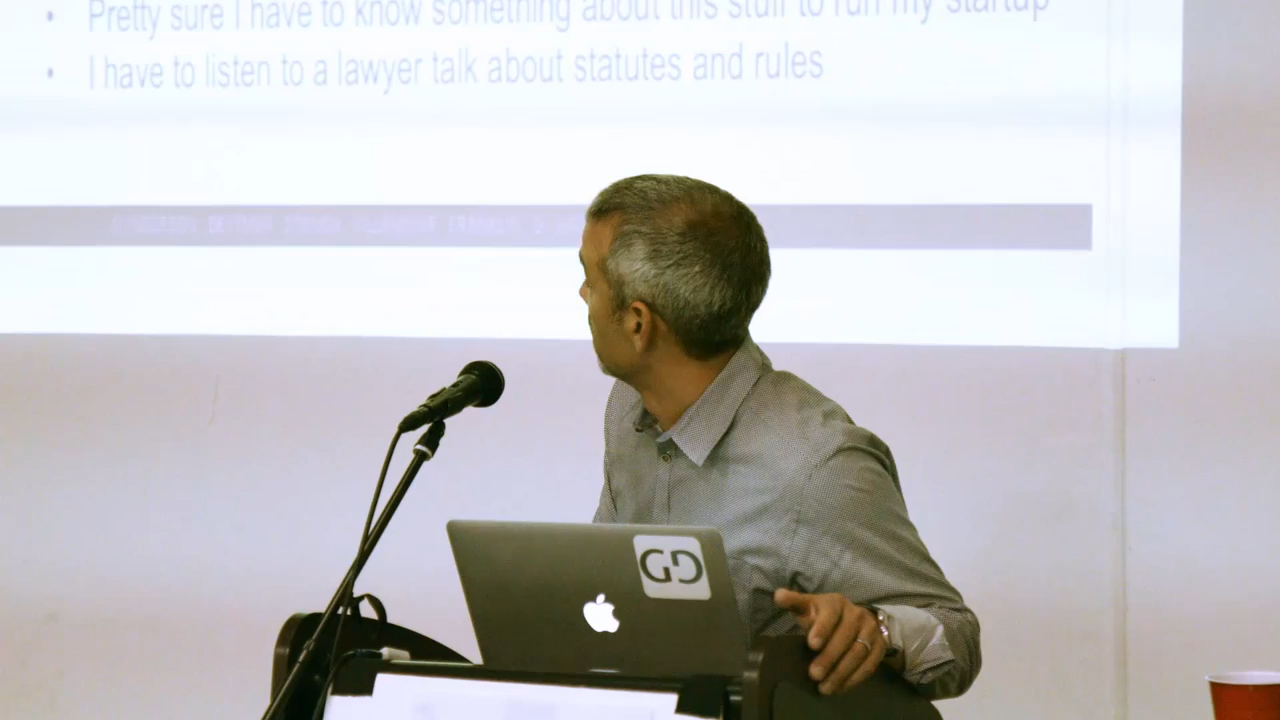 • Pretty sure I have to know something about this stuff to run my startup
• I have to listen to a lawyer talk about statutes and rules
GD